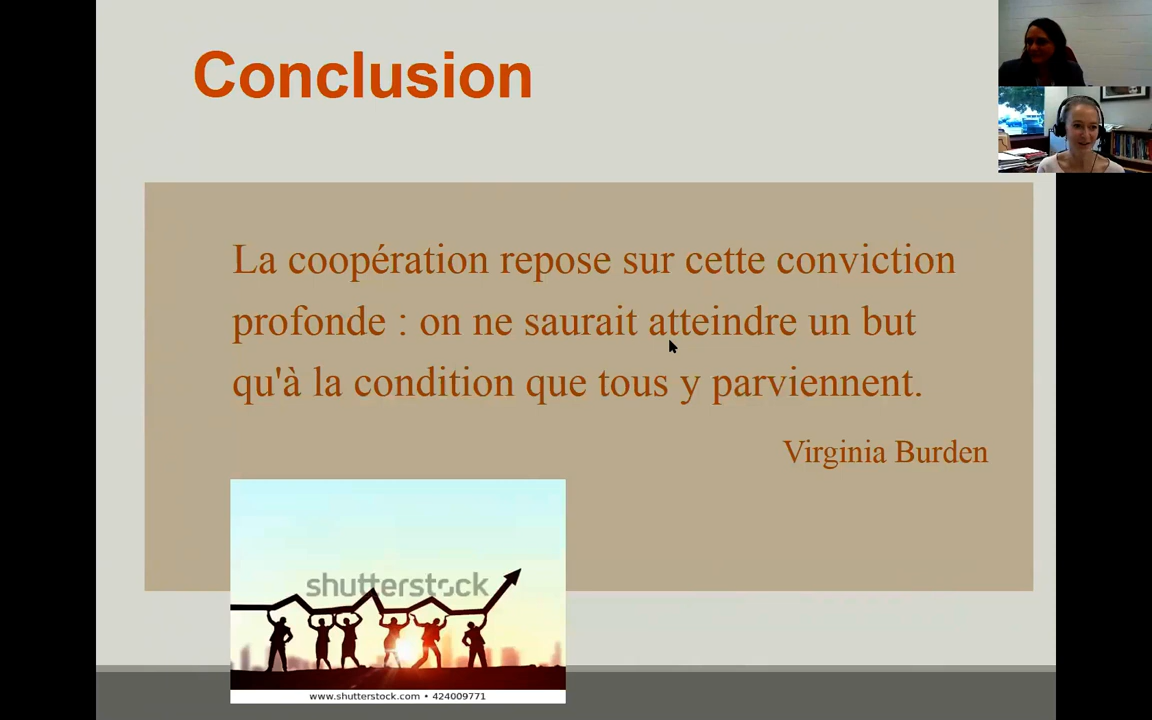 Conclusion
La coopération repose sur cette conviction
profonde : on ne saurait atteindre un but
qu'à la condition que tous y parviennent.
Virginia Burden
shutterstock
www.shutterstock.com • 424009771